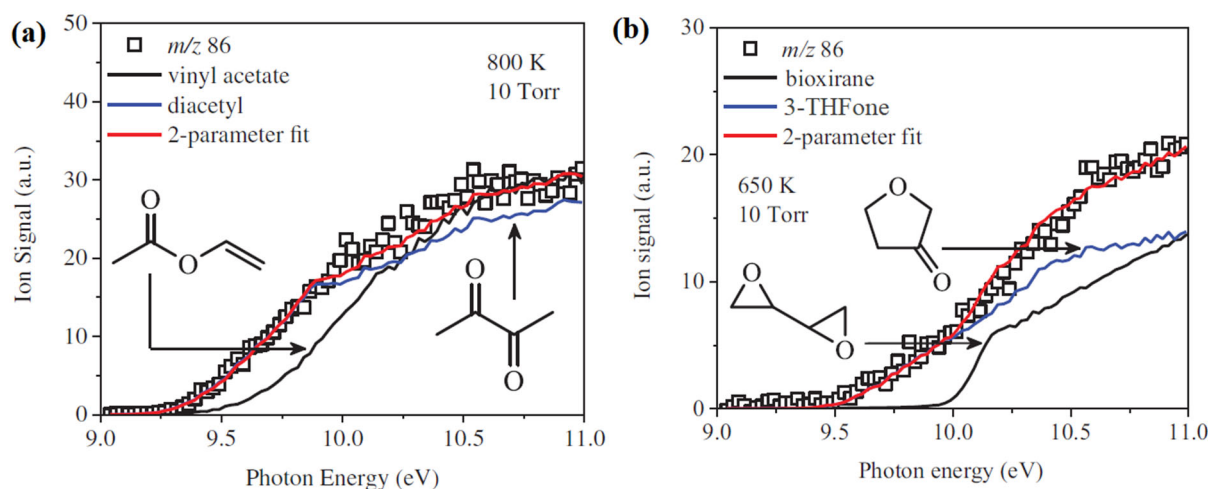 (a)
50
40
30
20
10
0
Ion Signal (a.u.)
m/z 86
vinyl acetate
diacetyl
2-parameter fit
800 K
10 Torr
O
O
O
O
9.0 9.5 10.0 10.5 11.0
Photon Energy (eV)
(b)
30
20
10
0
Ion signal (a.u.)
m/z 86
bioxirane
3-THFone
2-parameter fit
650 K
10 Torr
O
O
O
O
9.0 9.5 10.0 10.5 11.0
Photon energy (eV)